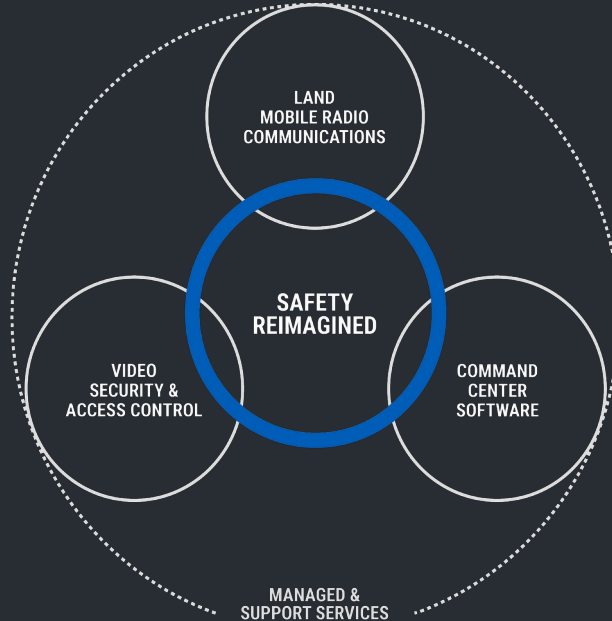 LAND
MOBILE RADIO
COMMUNICATIONS
SAFETY
REIMAGINED
VIDEO
SECURITY &
ACCESS CONTROL
COMMAND
CENTER
SOFTWARE
MANAGED &
SUPPORT SERVICES